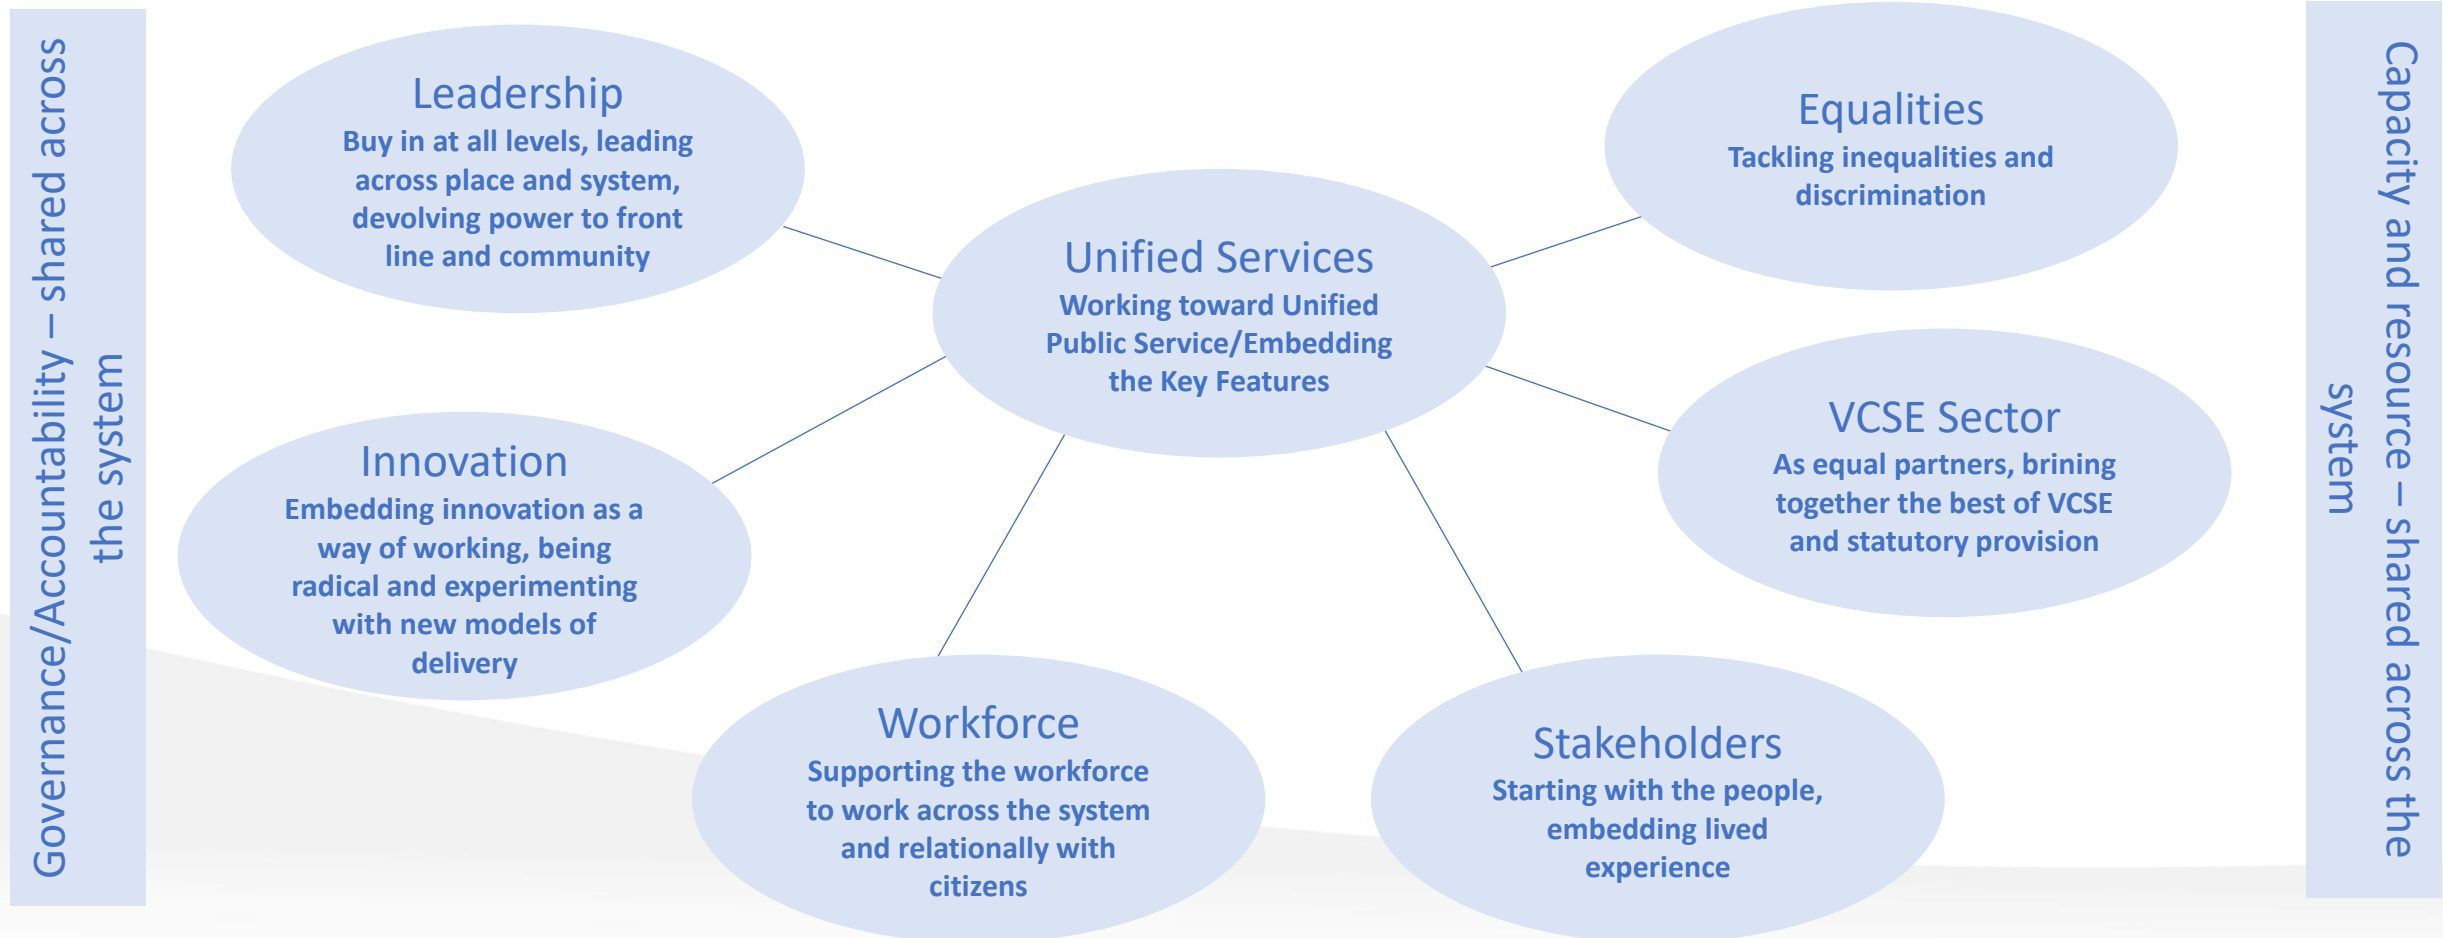 Governance/Accountability – shared across
the system
Leadership
Buy in at all levels, leading
across place and system,
devolving power to front
line and community
Innovation
Embedding innovation as a
way of working, being
radical and experimenting
with new models of
delivery
Unified Services
Working toward Unified
Public Service/Embedding
the Key Features
Workforce
Supporting the workforce
to work across the system
and relationally with
citizens
Stakeholders
Starting with the people,
embedding lived
experience
Equalities
Tackling inequalities and
discrimination
VCSE Sector
As equal partners, brining
together the best of VCSE
and statutory provision
Capacity and resource – shared across the
system